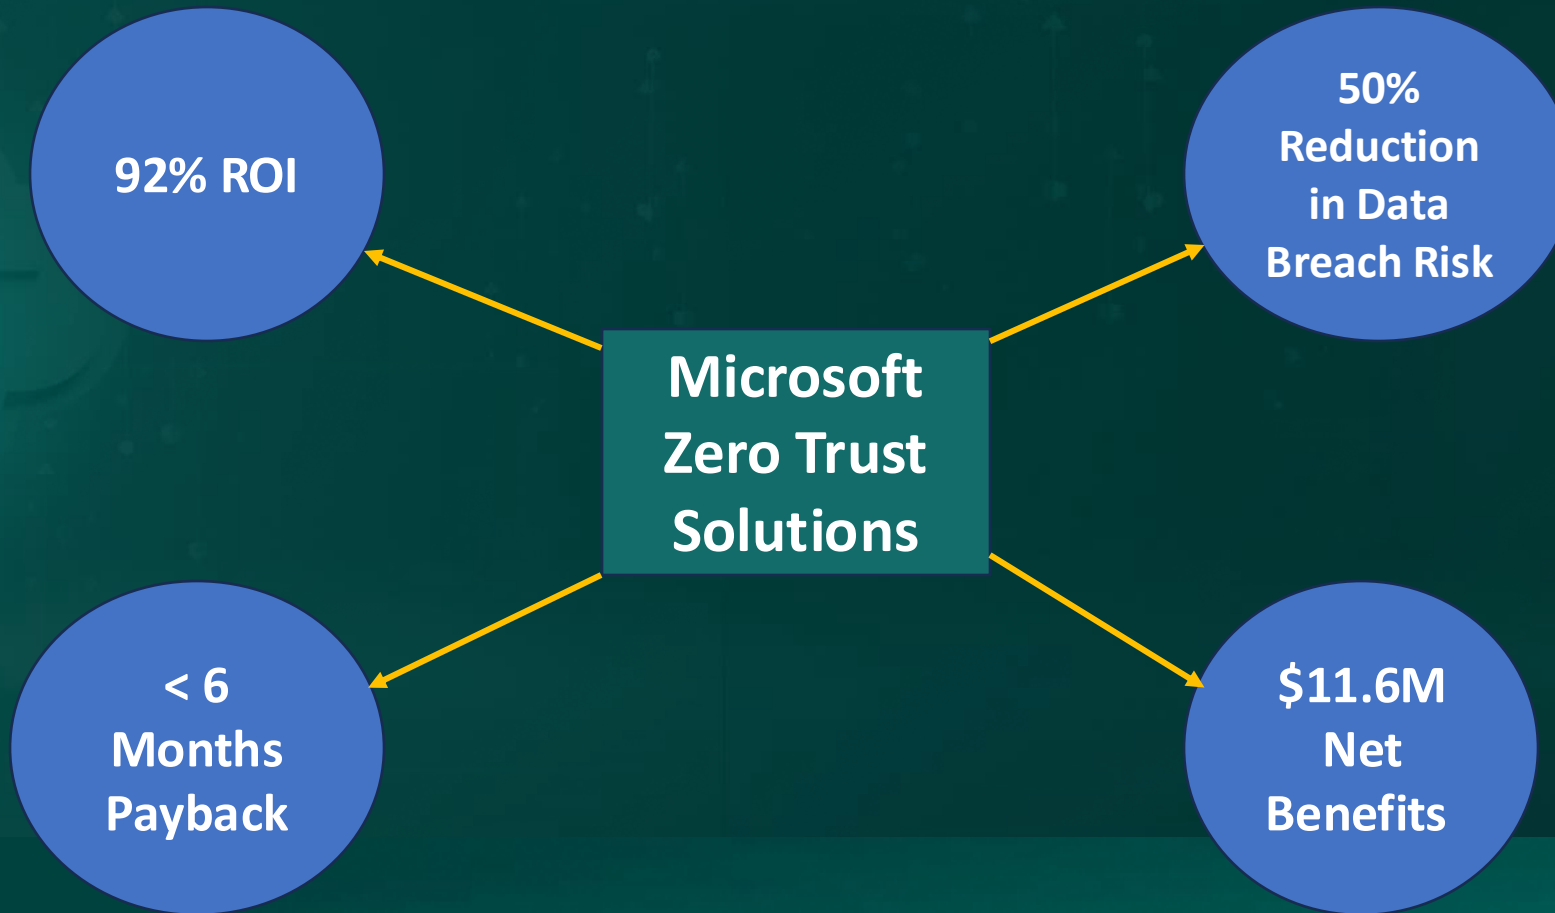 92% ROI
50%
Reduction
in Data
Breach Risk
Microsoft
Zero Trust
Solutions
< 6
Months
Payback
$11.6M
Net
Benefits